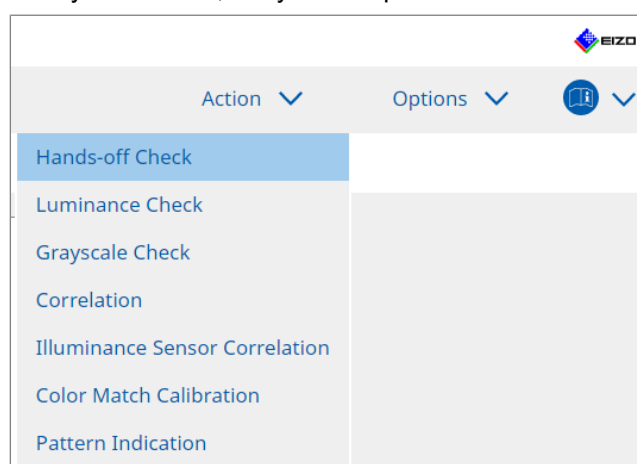 EIZO
Action
Options
Hands-off Check
Luminance Check
Grayscale Check
Correlation
Illuminance Sensor Correlation
Color Match Calibration
Pattern Indication